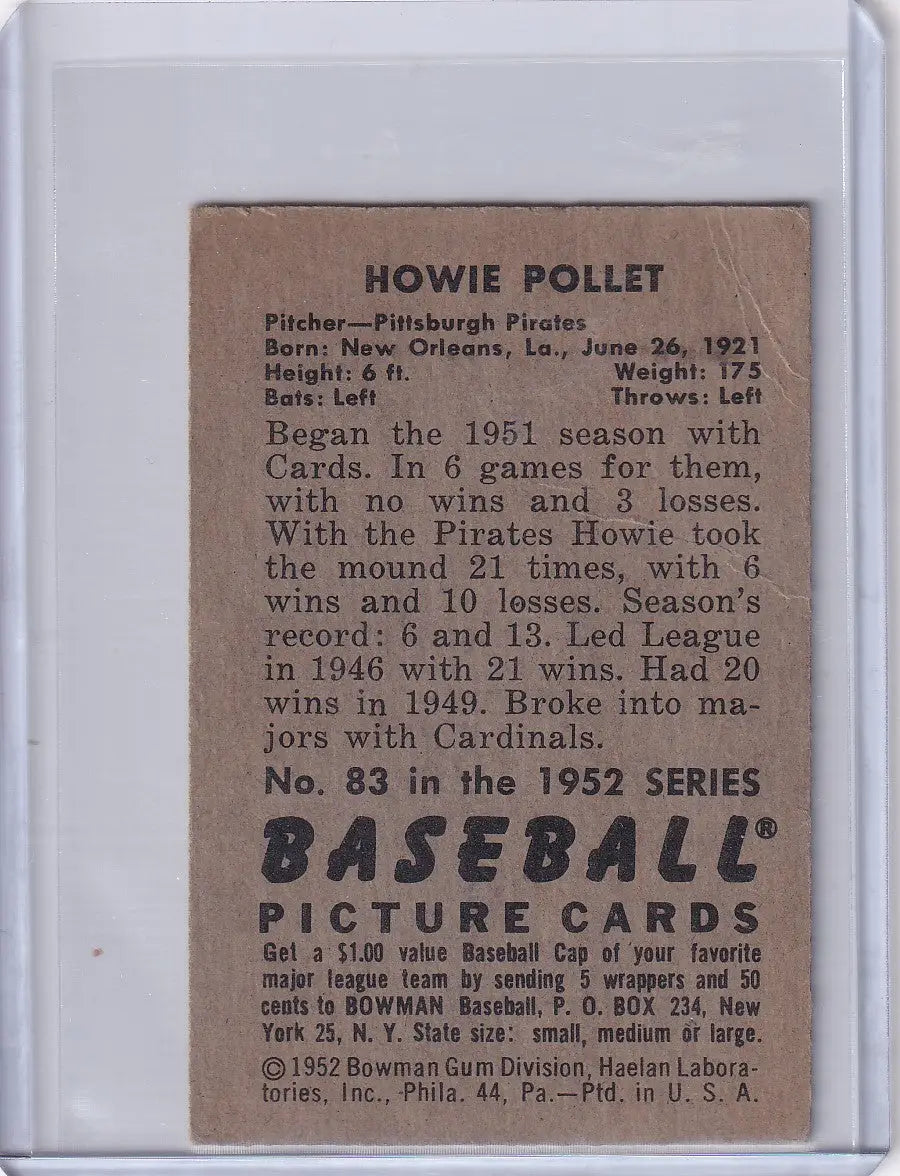 HOWIE POLLET
Pitcher—Pittsburgh Pirates
Born: New Orleans, La., June 26, 1921
Height: 6 ft. Weight: 175
Bats: Left Throws: Left
Began the 1951 season with
Cards. In 6 games for them,
with no wins and 3 losses.
With the Pirates Howie took
the mound 21 times, with 6
wins and 10 losses. Season's
record: 6 and 13. Led League
in 1946 with 21 wins. Had 20
wins in 1949. Broke into ma-
jors with Cardinals.
No. 83 in the 1952 SERIES
BASEBALL®
PICTURE CARDS
Get a $1.00 value Baseball Cap of your favorite
major league team by sending 5 wrappers and 50
cents to BOWMAN Baseball, P. O. BOX 234, New
York 25, N. Y. State size: small, medium or large.
© 1952 Bowman Gum Division, Haelan Labora-
tories, Inc., Phila. 44, Pa.—Ptd. in U. S. A.